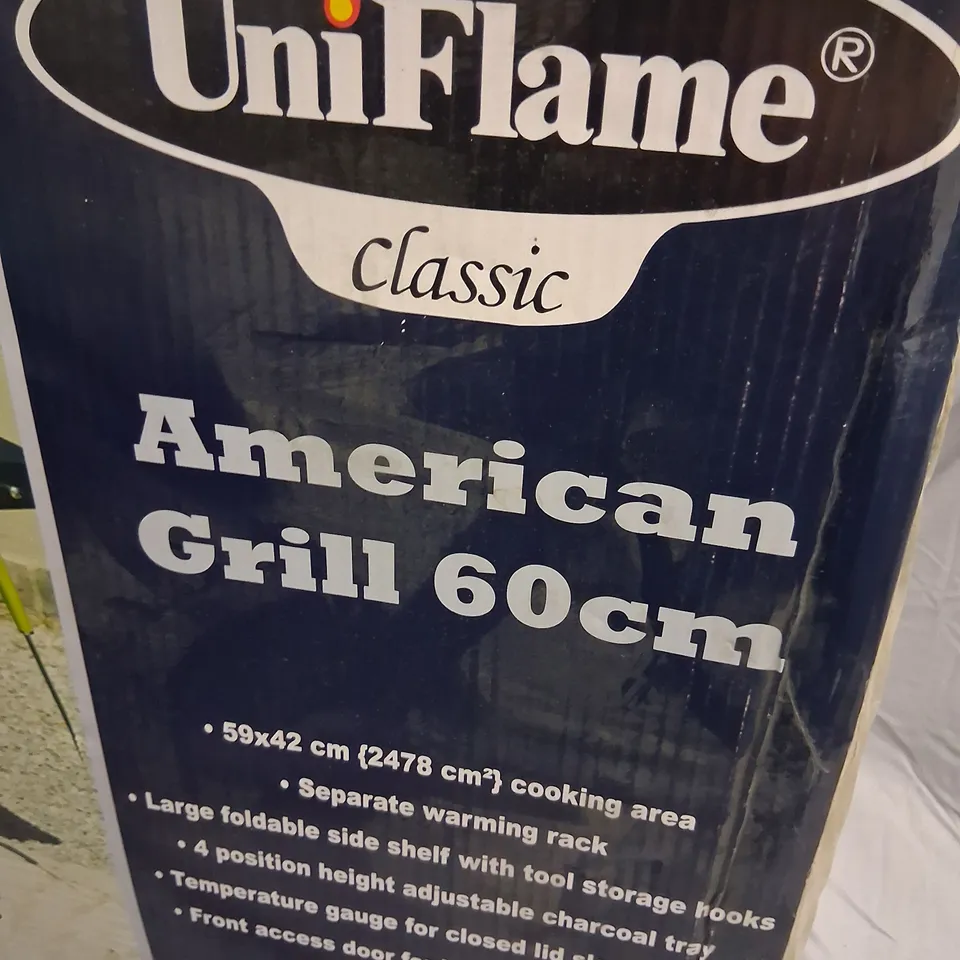 UniFlame®
classic
American
Grill 60cm
• 59x42 cm {2478 cm²} cooking area
• Separate warming rack
• Large foldable side shelf with tool storage hooks
• 4 position height adjustable charcoal tray
• Temperature gauge for closed lid
• Front access door